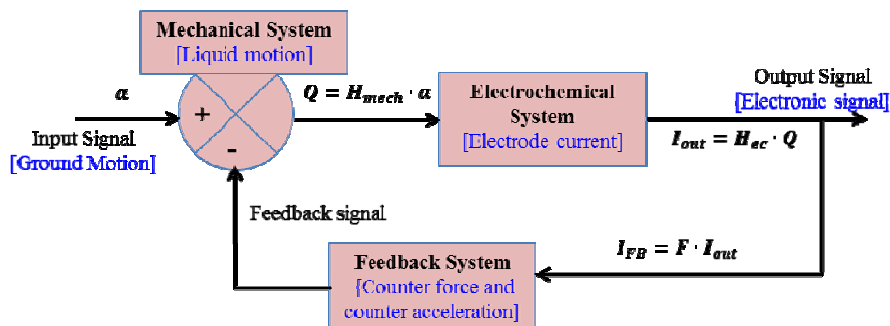 Mechanical System
[Liquid motion]
α
Q = H_mech · α
+
-
Input Signal
[Ground Motion]
Electrochemical
System
[Electrode current]
Output Signal
[Electronic signal]
I_out = H_ec · Q
Feedback signal
I_FB = F · I_out
Feedback System
{Counter force and
counter acceleration]